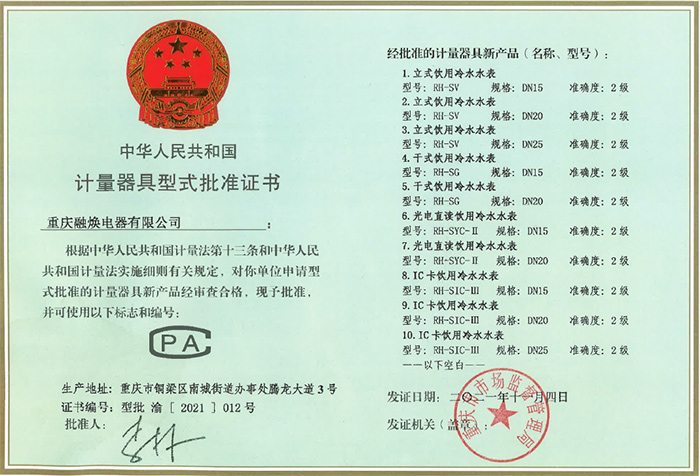 中华人民共和国
计量器具型式批准证书
重庆融焕电器有限公司：
根据中华人民共和国计量法第十三条和中华人民
共和国计量法实施细则有关规定，对你单位申请型
式批准的计量器具新产品经审查合格，现予批准，
并可使用以下标志和编号：
CPA
生产地址：重庆市铜梁区南城街道办事处腾龙大道3号
证书编号：型批 渝［2021］012号
批准人：
经批准的计量器具新产品（名称、型号）：
1.立式饮用冷水水表
型号：RH-SV 规格：DN15 准确度：2级
2.立式饮用冷水水表
型号：RH-SV 规格：DN20 准确度：2级
3.立式饮用冷水水表
型号：RH-SV 规格：DN25 准确度：2级
4.干式饮用冷水水表
型号：RH-SG 规格：DN15 准确度：2级
5.干式饮用冷水水表
型号：RH-SG 规格：DN20 准确度：2级
6.光电直读饮用冷水水表
型号：RH-SYC-Ⅱ 规格：DN15 准确度：2级
7.光电直读饮用冷水水表
型号：RH-SYC-Ⅱ 规格：DN20 准确度：2级
8.IC卡饮用冷水水表
型号：RH-SIC-Ⅲ 规格：DN15 准确度：2级
9.IC卡饮用冷水水表
型号：RH-SIC-Ⅲ 规格：DN20 准确度：2级
10.IC卡饮用冷水水表
型号：RH-SIC-Ⅲ 规格：DN25 准确度：2级
——以下空白——
发证日期：二〇二一年十一月四日
发证机关（盖章）：
重庆市市场监督管理局